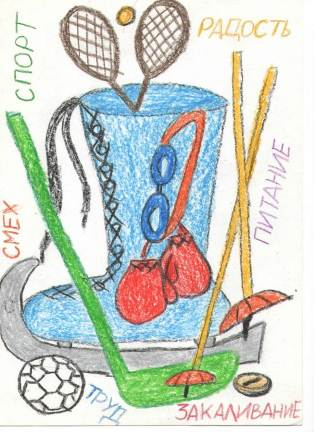 СПОРТ
РАДОСТЬ
ПИТАНИЕ
СМЕХ
ТРУД
ЗАКАЛИВАНИЕ